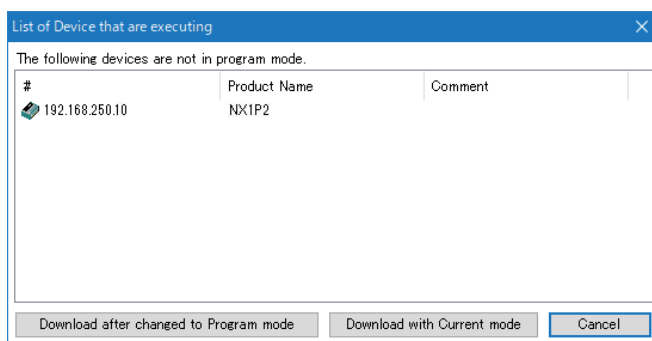 List of Device that are executing
The following devices are not in program mode.
# Product Name Comment
192.168.250.10 NX1P2
Download after changed to Program mode Download with Current mode Cancel